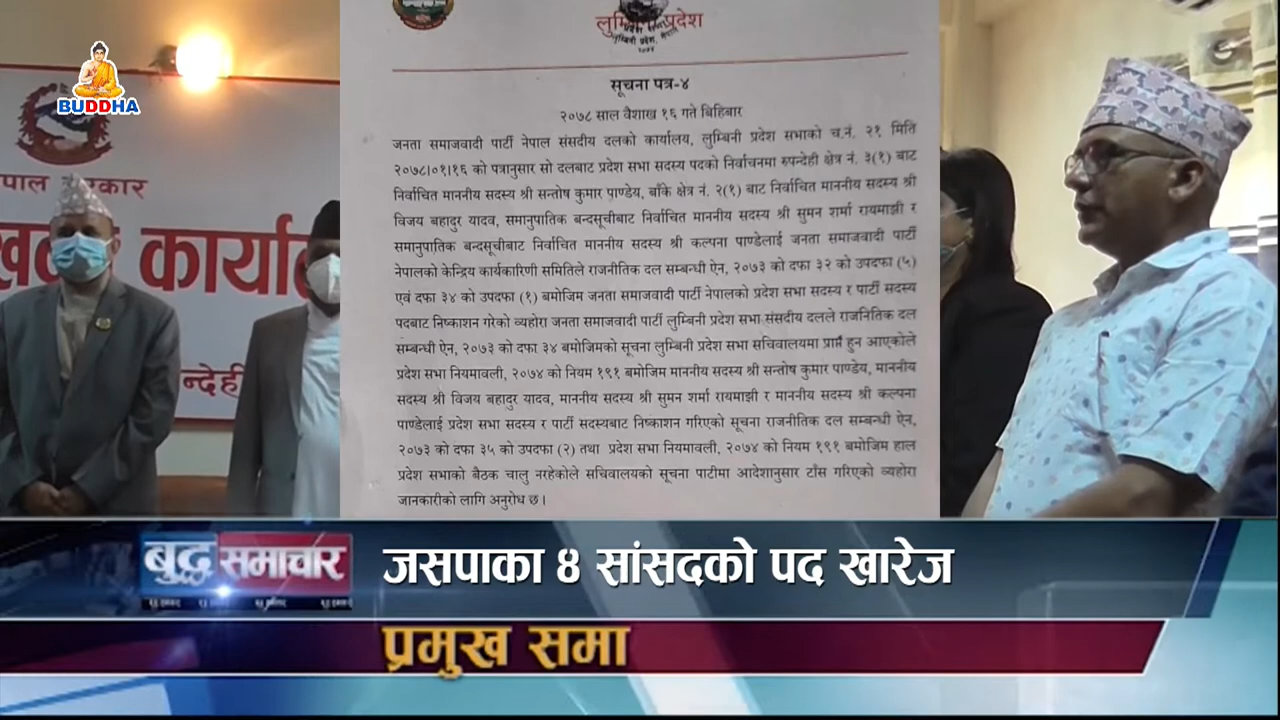 BUDDHA
लुम्बिनी प्रदेश
सूचना पत्र-४
२०७८ साल वैशाख १६ गते बिहिबार
जनता समाजवादी पार्टी नेपाल संसदीय दलको कार्यालय, लुम्बिनी प्रदेश सभाको च.नं. २१ मिति
२०७८।०१।१६ को पत्रानुसार सो दलबाट प्रदेश सभा सदस्य पदको निर्वाचनमा रुपन्देही क्षेत्र नं. ३(१) बाट
निर्वाचित माननीय सदस्य श्री सन्तोष कुमार पाण्डेय, बाँके क्षेत्र नं. २(१) बाट निर्वाचित माननीय सदस्य श्री
विजय बहादुर यादव, समानुपातिक बन्दसूचीबाट निर्वाचित माननीय सदस्य श्री सुमन शर्मा रायमाझी र
समानुपातिक बन्दसूचीबाट निर्वाचित माननीय सदस्य श्री कल्पना पाण्डेलाई जनता समाजवादी पार्टी
नेपालको केन्द्रिय कार्यकारिणी समितिले राजनीतिक दल सम्बन्धी ऐन, २०७३ को दफा ३२ को उपदफा (५)
एवं दफा ३४ को उपदफा (१) बमोजिम जनता समाजवादी पार्टी नेपालको प्रदेश सभा सदस्य र पार्टी सदस्य
पदबाट निष्काशन गरेको व्यहोरा जनता समाजवादी पार्टी लुम्बिनी प्रदेश सभा संसदीय दलले राजनितिक दल
सम्बन्धी ऐन, २०७३ को दफा ३४ बमोजिमको सूचना लुम्बिनी प्रदेश सभा सचिवालयमा प्राप्त हुन आएकोले
प्रदेश सभा नियमावली, २०७४ को नियम १९१ बमोजिम माननीय सदस्य श्री सन्तोष कुमार पाण्डेय, माननीय
सदस्य श्री विजय बहादुर यादव, माननीय सदस्य श्री सुमन शर्मा रायमाझी र माननीय सदस्य श्री कल्पना
पाण्डेलाई प्रदेश सभा सदस्य र पार्टी सदस्यबाट निष्काशन गरिएको सूचना राजनीतिक दल सम्बन्धी ऐन,
२०७३ को दफा ३५ को उपदफा (२) तथा प्रदेश सभा नियमावली, २०७४ को नियम १९१ बमोजिम हाल
प्रदेश सभाको बैठक चालु नरहेकोले सचिवालयको सूचना पाटीमा आदेशानुसार टाँस गरिएको व्यहोरा
जानकारीको लागि अनुरोध छ।
पाल सरकार
कार्याल
न्देही
बुद्ध समाचार
जसपाका ४ सांसदको पद खारेज
प्रमुख समा